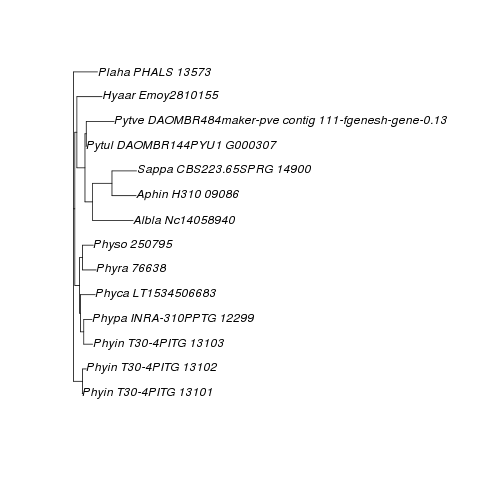 Plaha PHALS 13573
Hyaar Emoy2810155
Pytve DAOMBR484maker-pve contig 111-fgenesh-gene-0.13
Pytul DAOMBR144PYU1 G000307
Sappa CBS223.65SPRG 14900
Aphin H310 09086
Albla Nc14058940
Physo 250795
Phyra 76638
Phyca LT1534506683
Phypa INRA-310PPTG 12299
Phyin T30-4PITG 13103
Phyin T30-4PITG 13102
Phyin T30-4PITG 13101